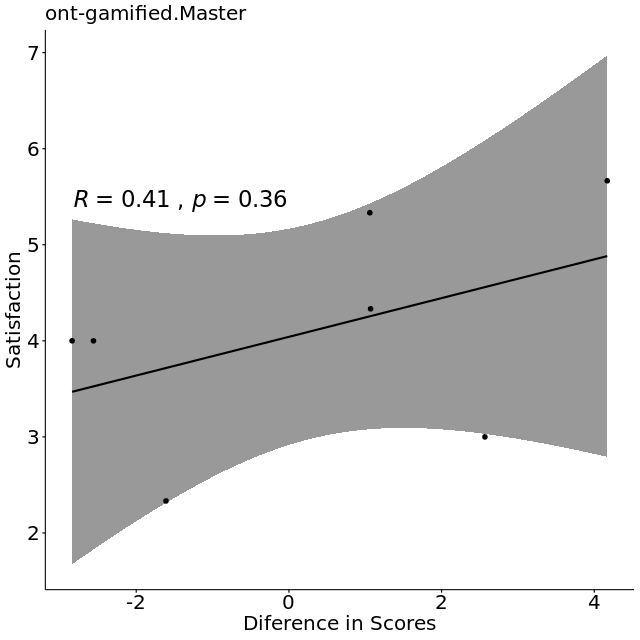 ont-gamified.Master
7
6
R = 0.41 , p = 0.36
5
Satisfaction
4
3
2
-2 0 2 4
Diference in Scores